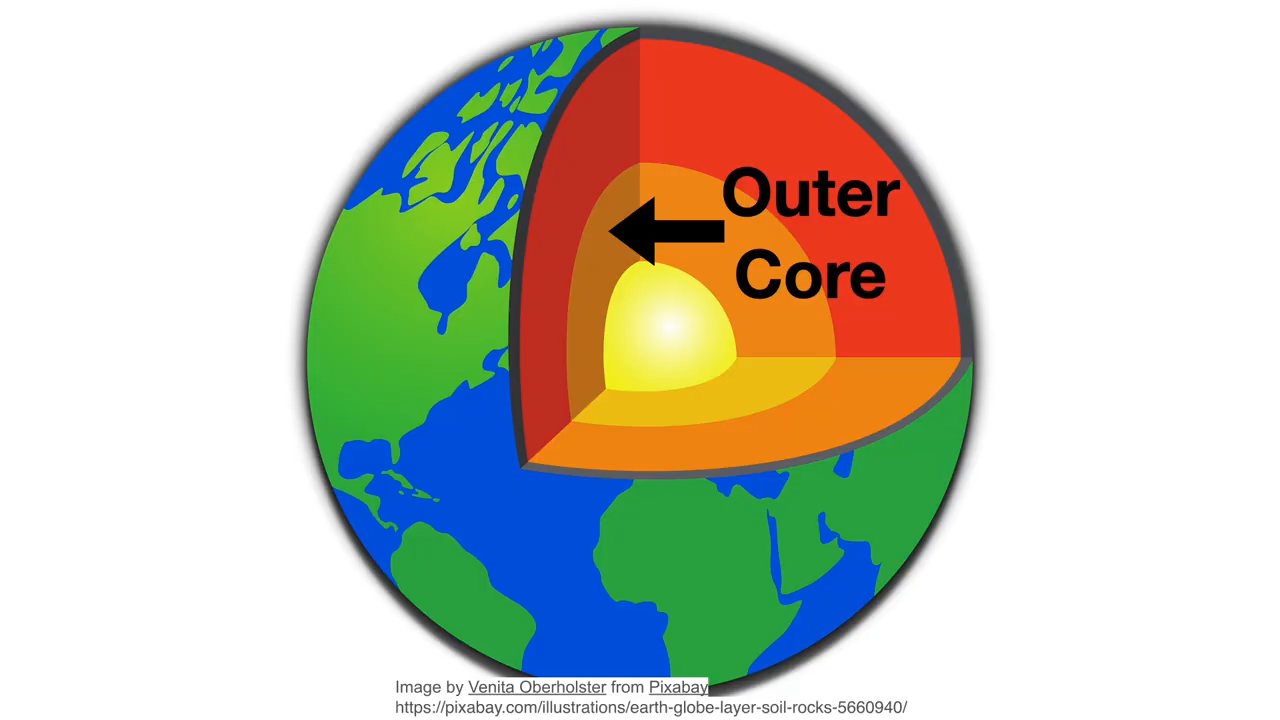 Outer
Core
Image by Venita Oberholster from Pixabay
https://pixabay.com/illustrations/earth-globe-layer-soil-rocks-5660940/